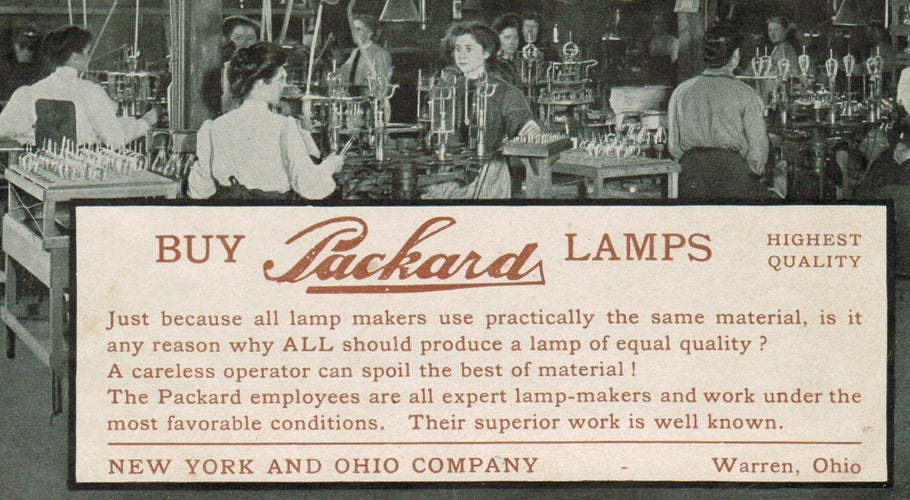 BUY Packard LAMPS HIGHEST QUALITY
Just because all lamp makers use practically the same material, is it
any reason why ALL should produce a lamp of equal quality ?
A careless operator can spoil the best of material !
The Packard employees are all expert lamp-makers and work under the
most favorable conditions. Their superior work is well known.
NEW YORK AND OHIO COMPANY - Warren, Ohio